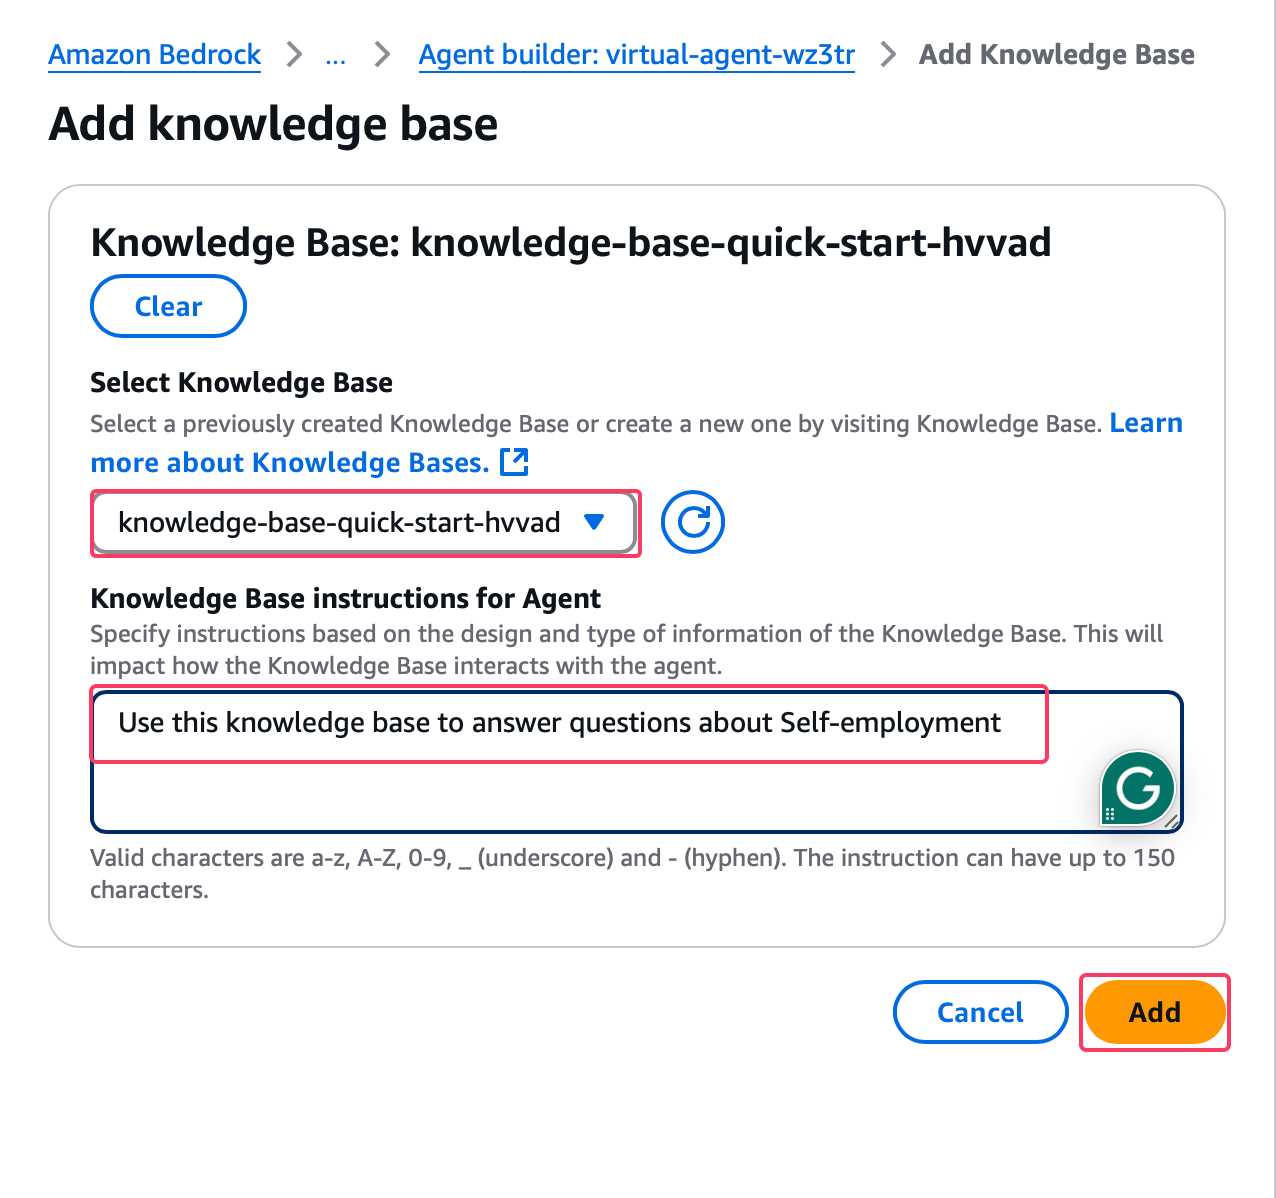 Amazon Bedrock > ... > Agent builder: virtual-agent-wz3tr > Add Knowledge Base
Add knowledge base
Knowledge Base: knowledge-base-quick-start-hvvad
Clear
Select Knowledge Base
Select a previously created Knowledge Base or create a new one by visiting Knowledge Base. Learn
more about Knowledge Bases.
knowledge-base-quick-start-hvvad
Knowledge Base instructions for Agent
Specify instructions based on the design and type of information of the Knowledge Base. This will
impact how the Knowledge Base interacts with the agent.
Use this knowledge base to answer questions about Self-employment
G
Valid characters are a-z, A-Z, 0-9, _ (underscore) and - (hyphen). The instruction can have up to 150
characters.
Cancel Add